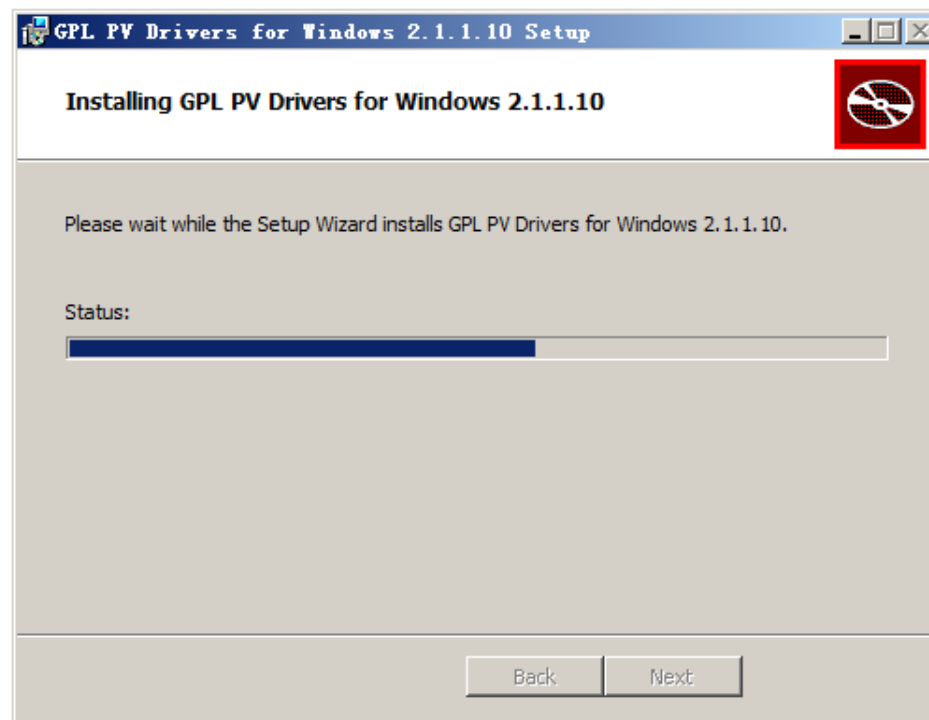 GPL PV Drivers for Windows 2.1.1.10 Setup
Installing GPL PV Drivers for Windows 2.1.1.10
Please wait while the Setup Wizard installs GPL PV Drivers for Windows 2.1.1.10.
Status:
Back Next